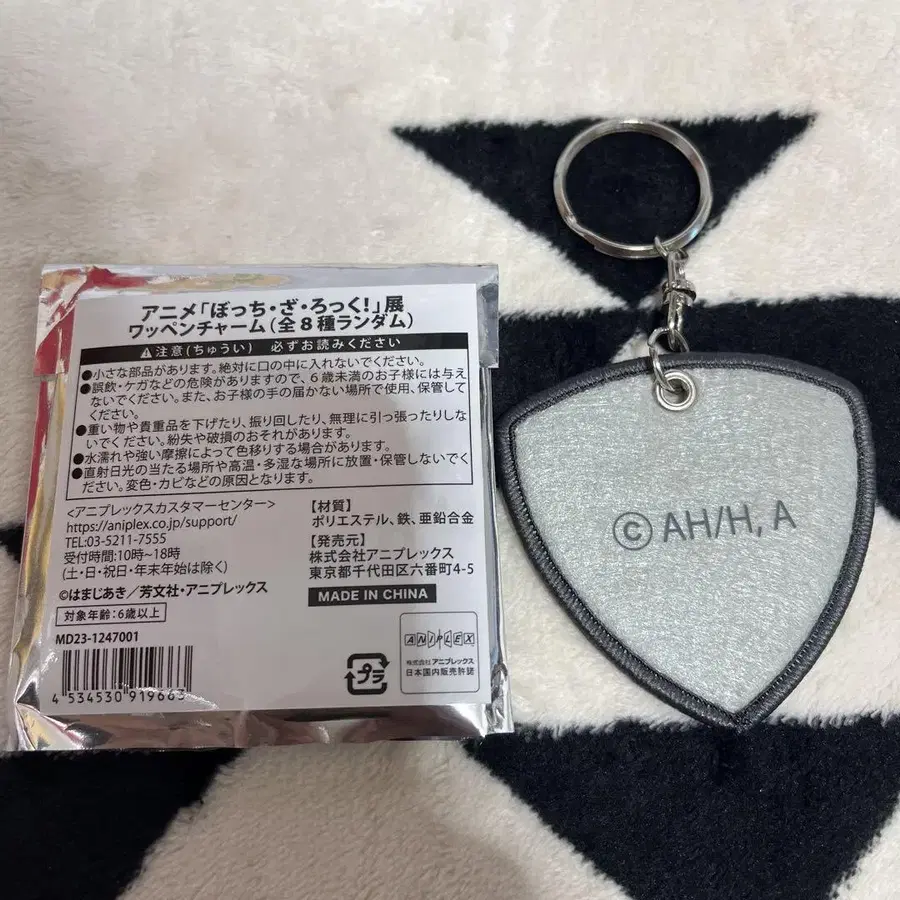 アニメ「ぼっち・ざ・ろっく!」展
ワッペンチャーム(全8種ランダム)
注意(ちゅうい) 必ずお読みください
●小さな部品があります。絶対に口の中に入れないでください。
●誤飲・ケガなどの危険がありますので、6歳未満のお子様には与え
ないでください。また、お子様の手の届かない場所で使用、保管して
ください。
●重い物や貴重品を下げたり、振り回したり、無理に引っ張ったりしな
いでください。紛失や破損のおそれがあります。
●水濡れや強い摩擦によって色移りする場合があります。
●直射日光の当たる場所や高温・多湿な場所に放置・保管しないでく
ださい。変色・カビなどの原因となります。
<アニプレックスカスタマーセンター>
https://aniplex.co.jp/support/
TEL:03-5211-7555
受付時間:10時~18時
(土・日・祝日・年末年始は除く)
©はまじあき/芳文社・アニプレックス
対象年齢:6歳以上
MD23-1247001
4 534530 919663
【材質】
ポリエステル、鉄、亜鉛合金
【発売元】
株式会社アニプレックス
東京都千代田区六番町4-5
MADE IN CHINA
プラ
ANIPLEX
株式会社アニプレックス
日本国内販売許諾
©AH/H, A